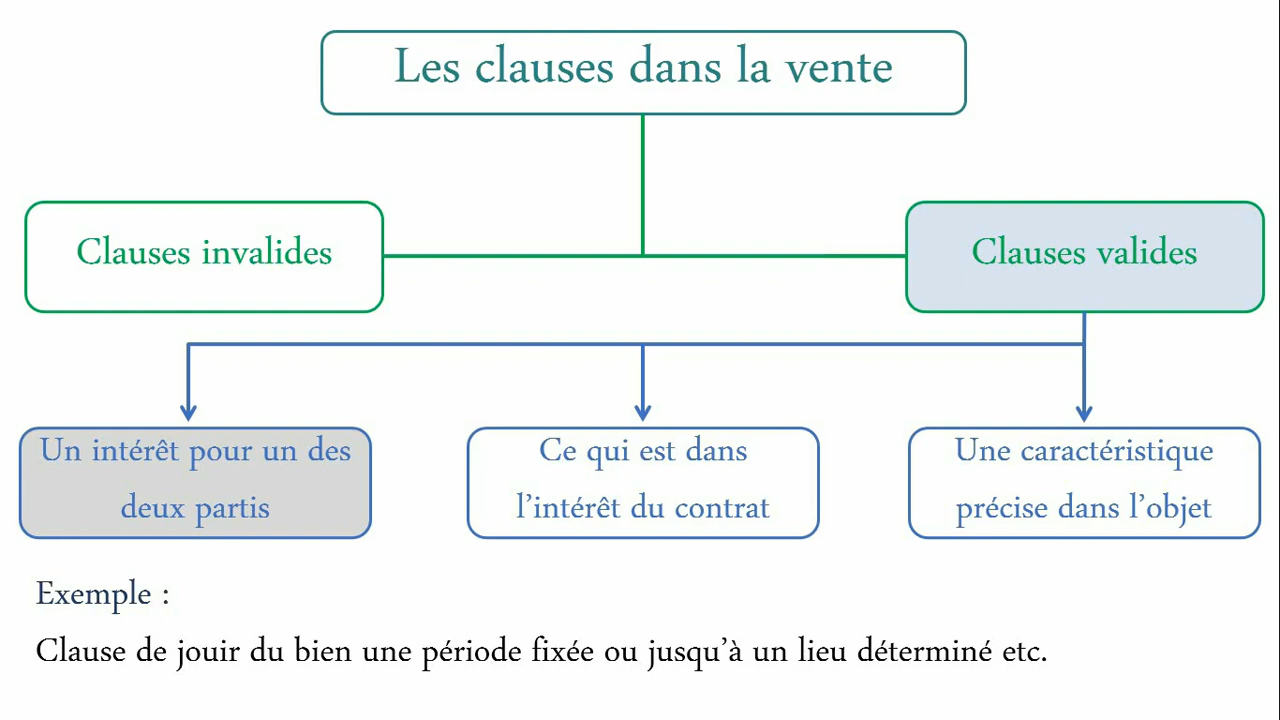 Les clauses dans la vente
Clauses invalides
Clauses valides
Un intérêt pour un des
deux partis
Ce qui est dans
l’intérêt du contrat
Une caractéristique
précise dans l’objet
Exemple :
Clause de jouir du bien une période fixée ou jusqu’à un lieu déterminé etc.